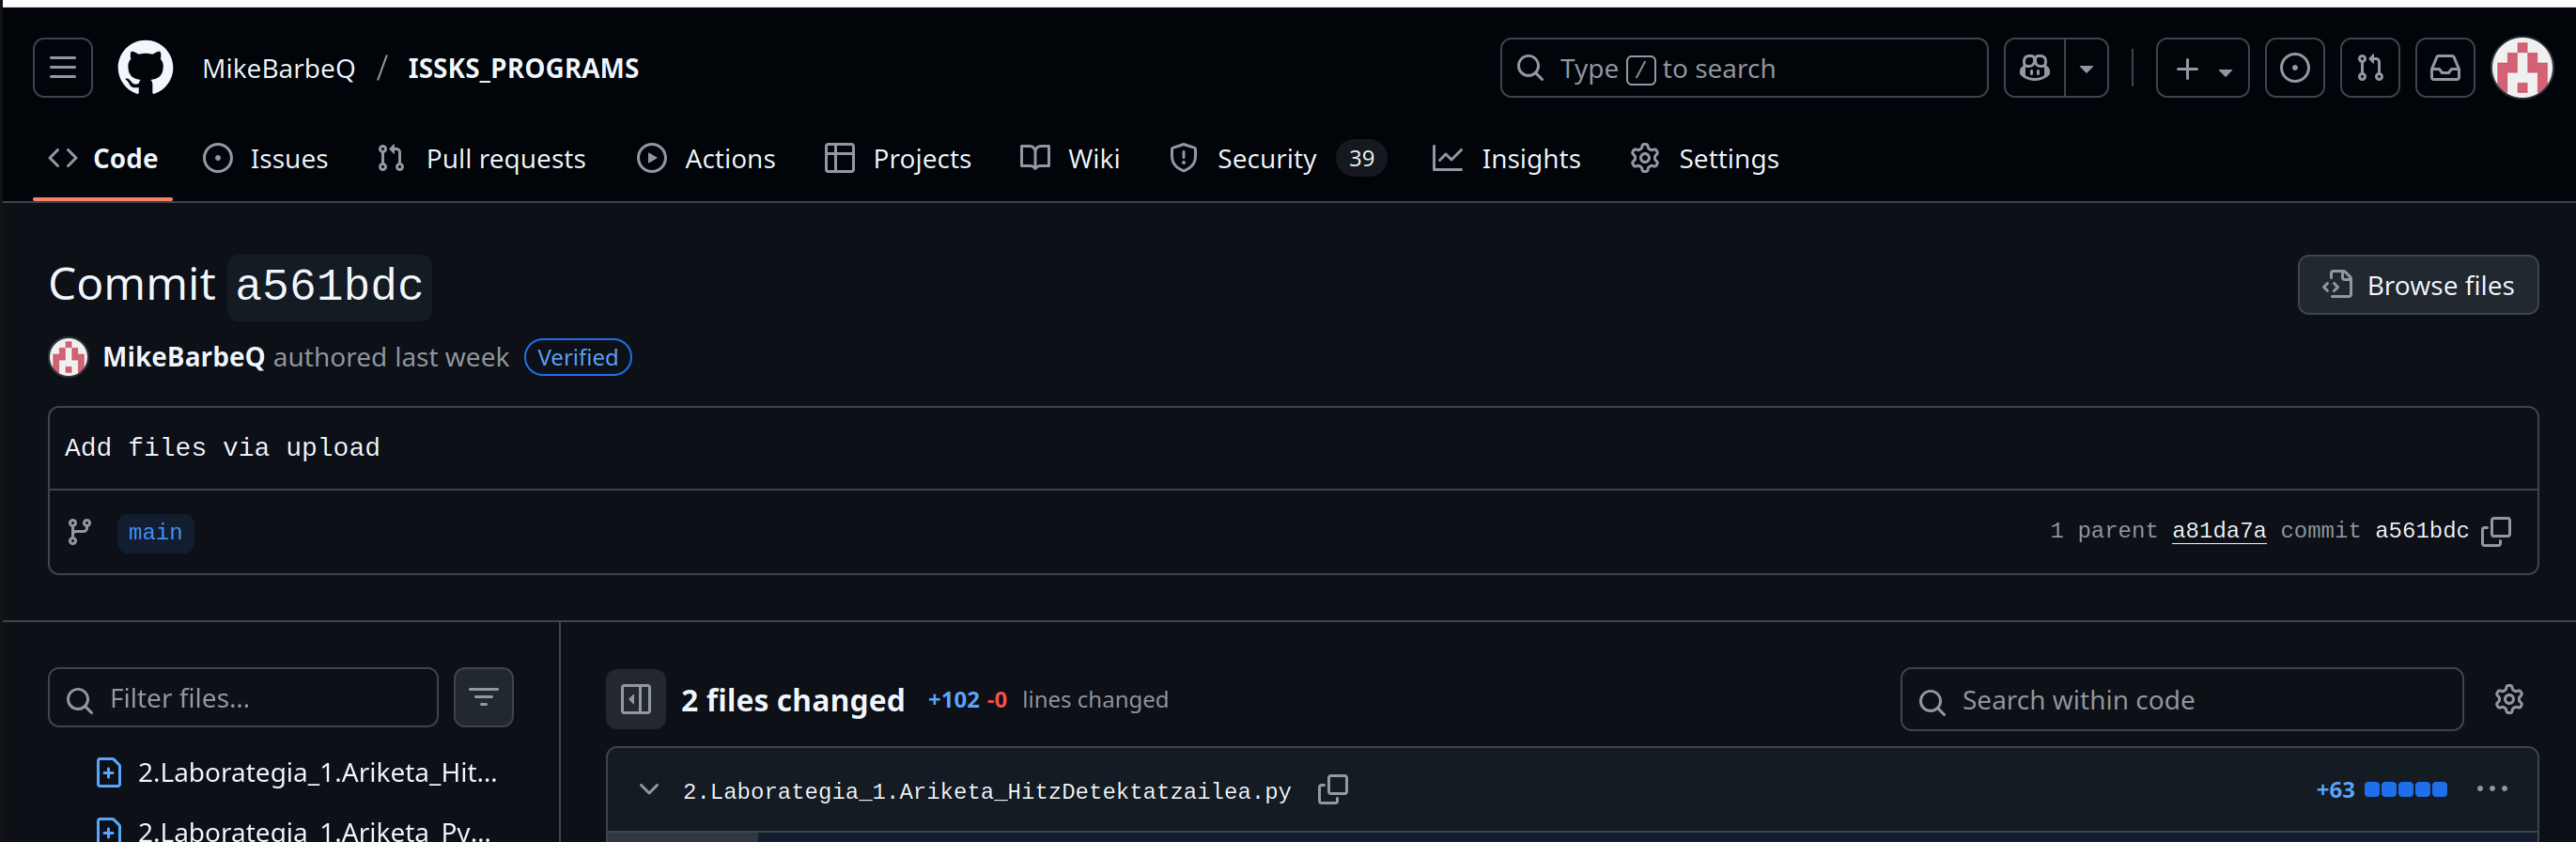 MikeBarbeQ / ISSKS_PROGRAMS
Type / to search
Code Issues Pull requests Actions Projects Wiki Security 39 Insights Settings
Commit a561bdc
Browse files
MikeBarbeQ authored last week Verified
Add files via upload
main
1 parent a81da7a commit a561bdc
Filter files...
2 files changed +102 -0 lines changed
Search within code
2.Laborategia_1.Ariketa_Hit...
2.Laborategia_1.Ariketa_HitzDetektatzailea.py
+63
2.Laborategia_1.Ariketa_Py...